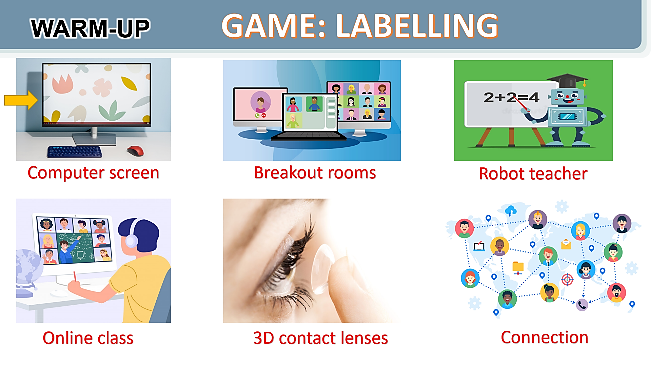 WARM-UP
GAME: LABELLING
2+2=4
Computer screen
Breakout rooms
Robot teacher
Online class
3D contact lenses
Connection